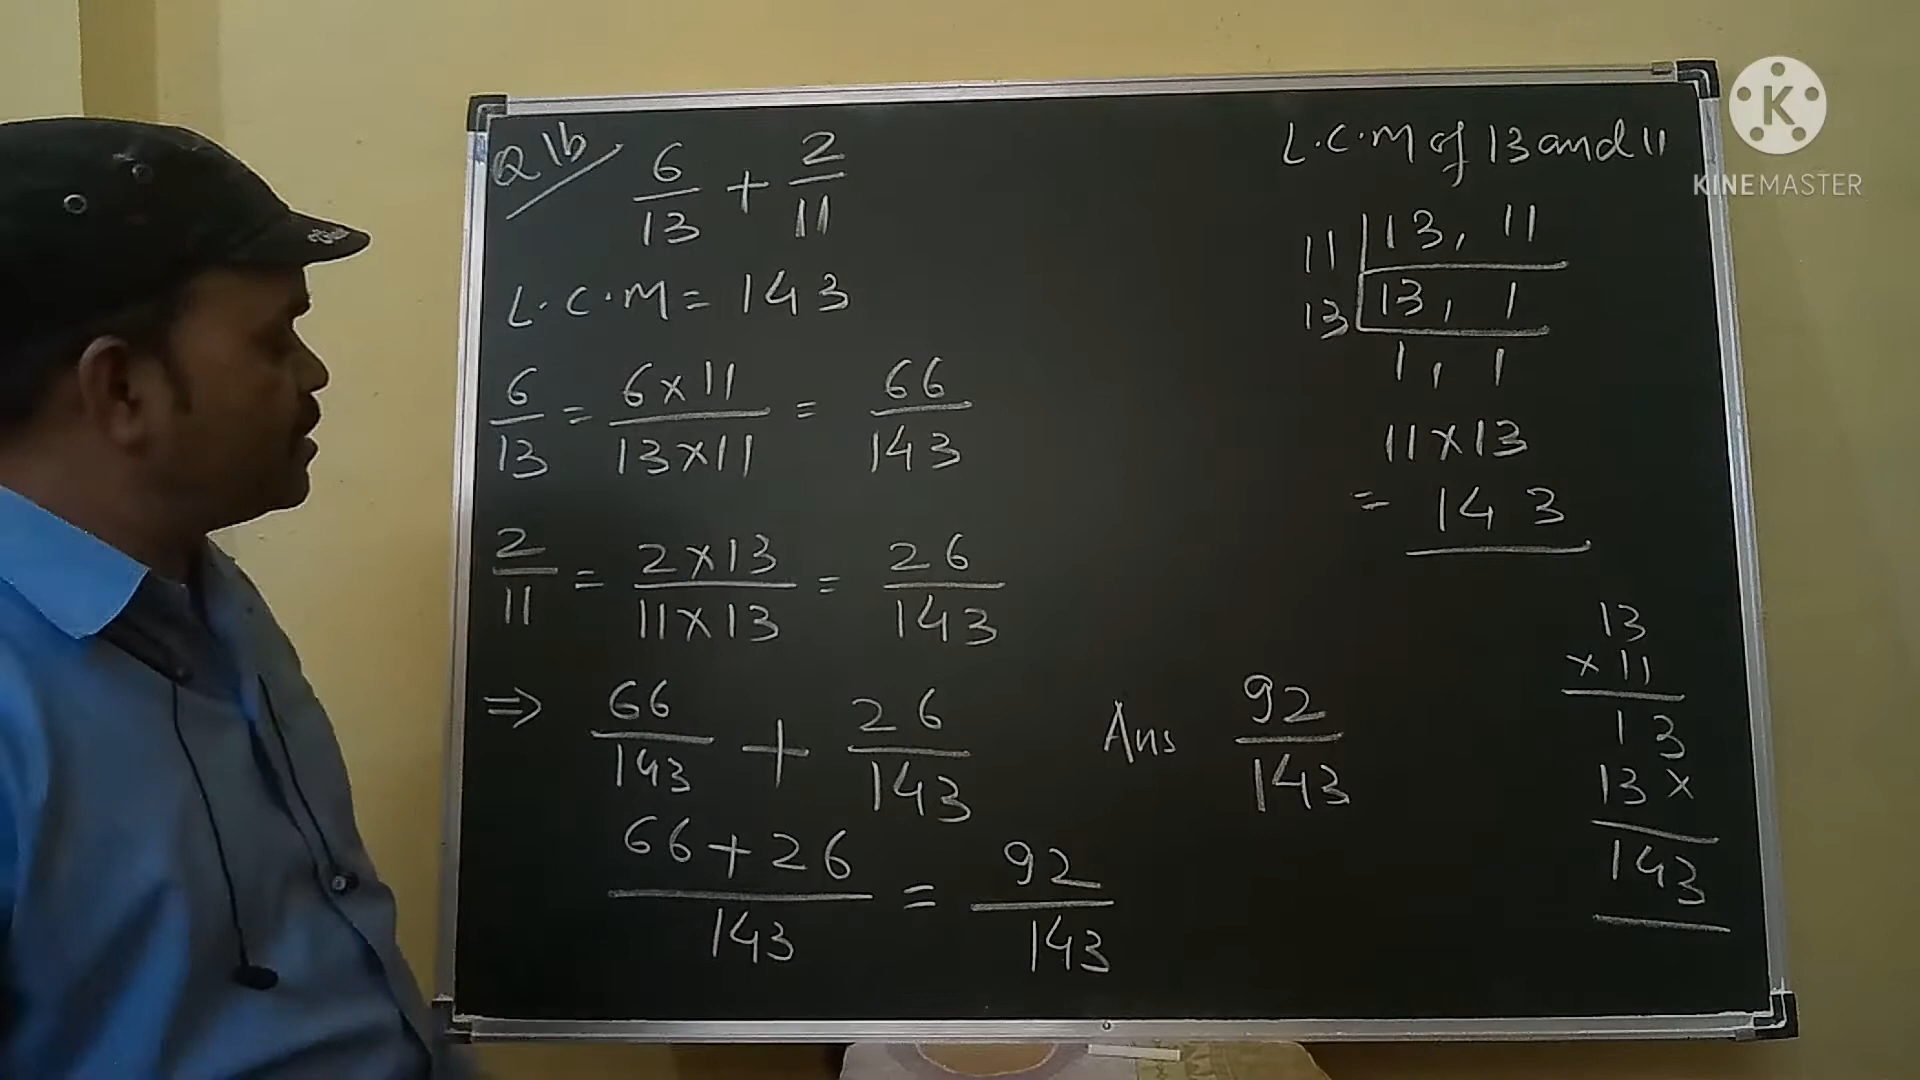 Q 1b 6/13 + 2/11
L.C.M = 143
6/13 = 6×11/13×11 = 66/143
2/11 = 2×13/11×13 = 26/143
⇒ 66/143 + 26/143
66+26/143 = 92/143
Ans 92/143
L.C.M of 13 and 11
11 | 13, 11
13 | 13, 1
1, 1
11×13
= 143
13
×11
13
13×
143
K
KINEMASTER